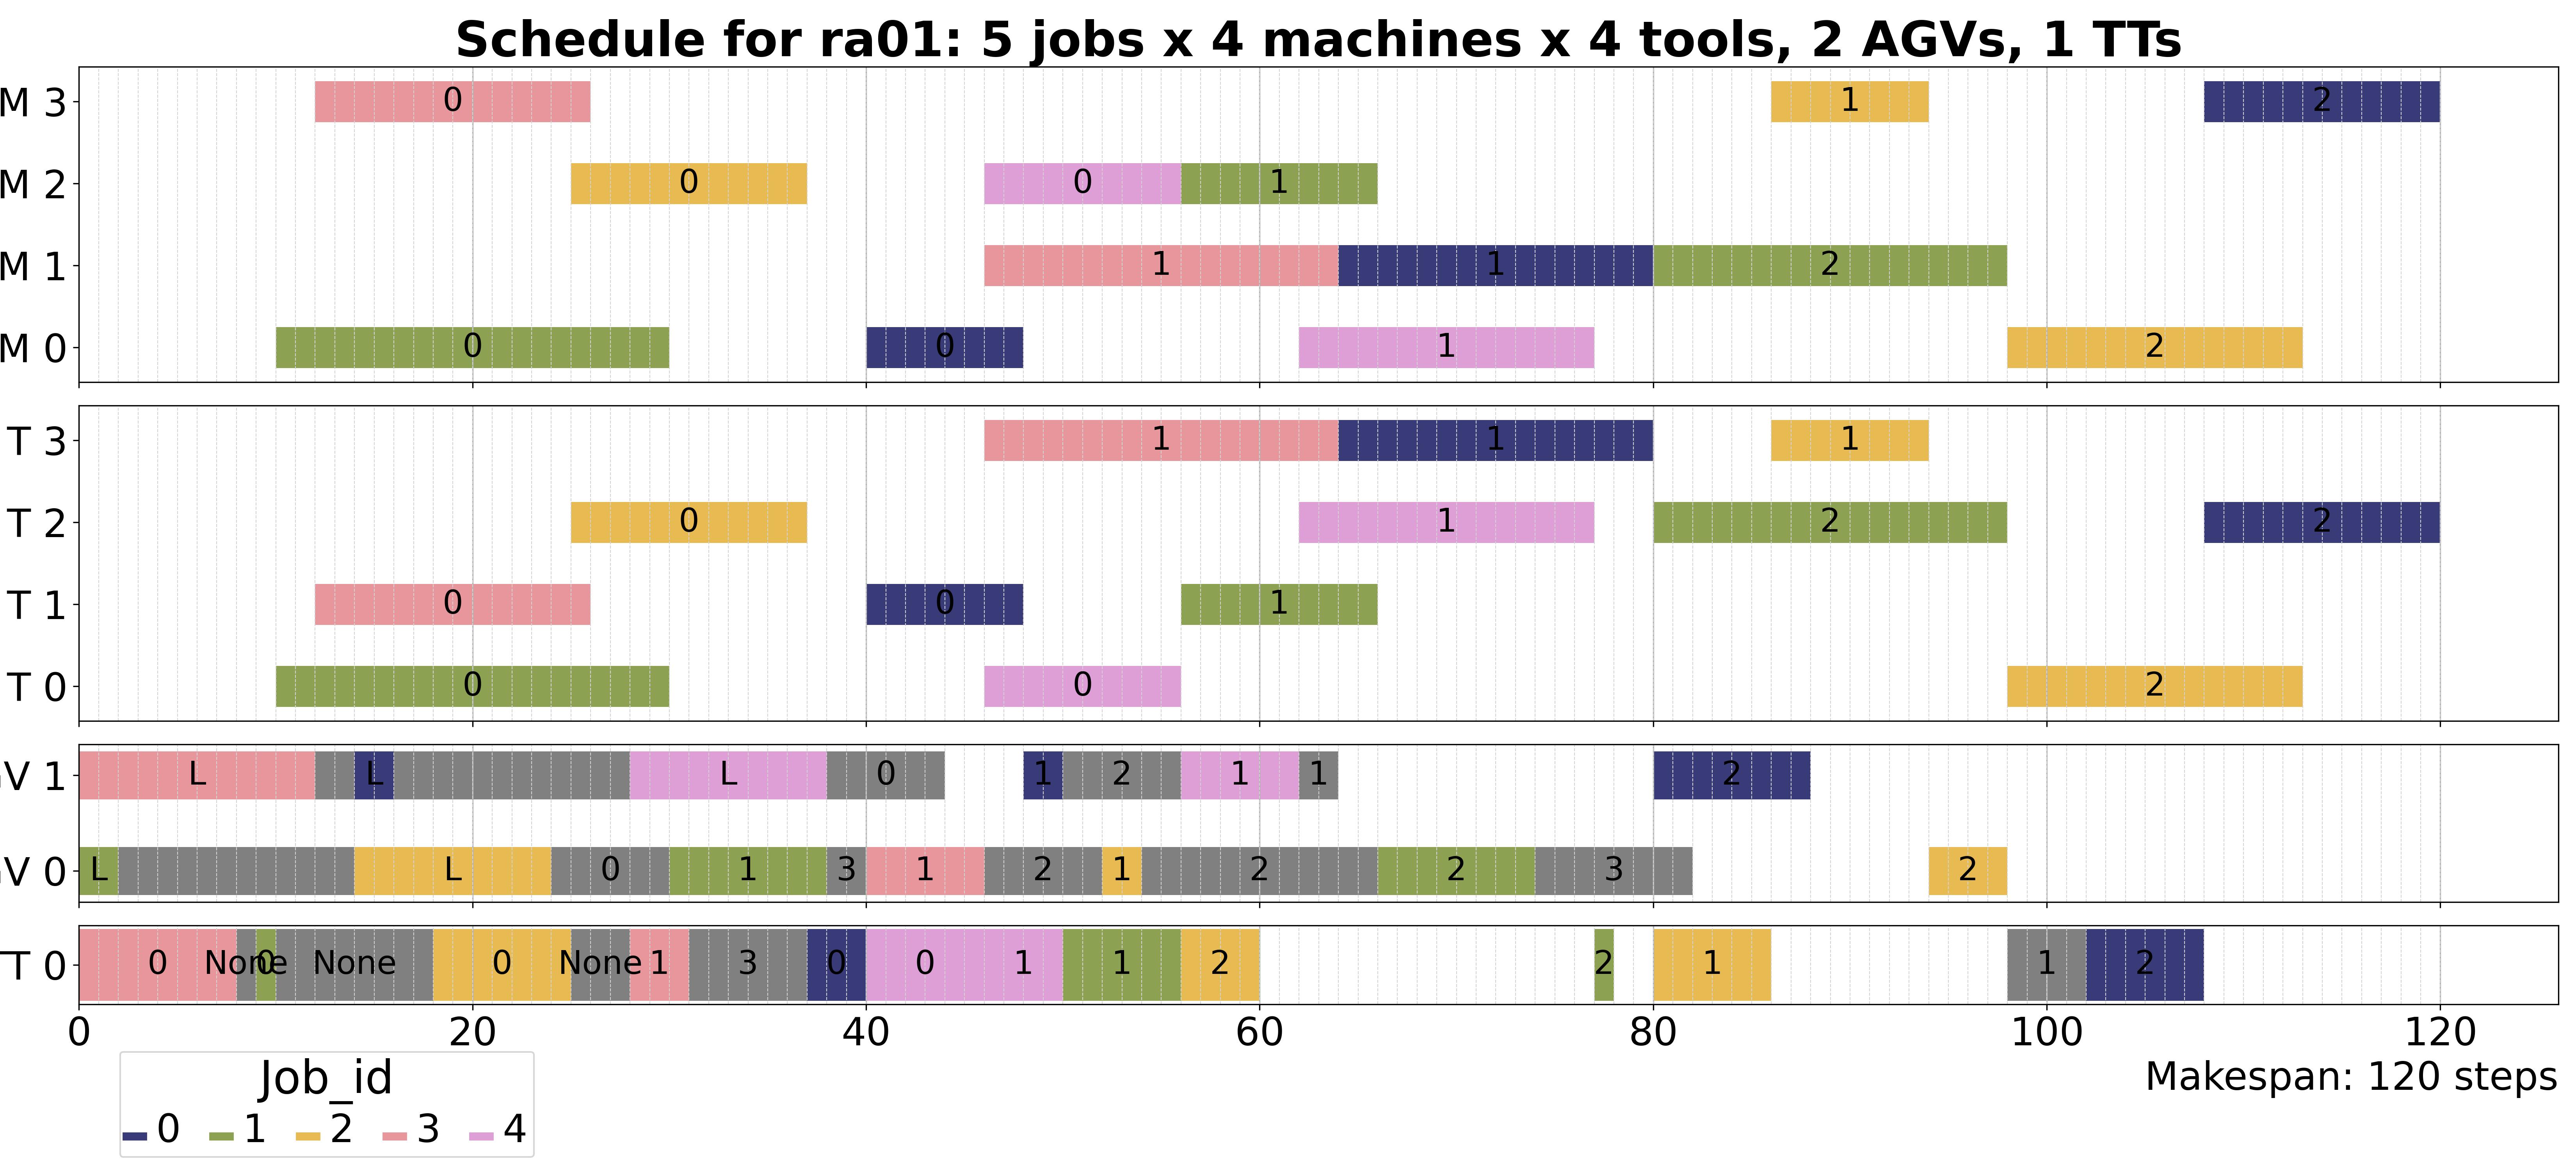 Schedule for ra01: 5 jobs x 4 machines x 4 tools, 2 AGVs, 1 TTs
M 3 0 1 2
M 2 0 0 1
M 1 1 1 2
M 0 0 0 1 2
T 3 1 1 1
T 2 0 1 2 2
T 1 0 0 1
T 0 0 0 2
V 1 L L L 0 1 2 1 1 2
V 0 L L 0 1 3 1 2 1 2 2 3 2
T 0 0 None 0 None 0 None 1 3 0 0 1 1 2 2 1 1 2
0 20 40 60 80 100 120
Makespan: 120 steps
Job_id
0 1 2 3 4